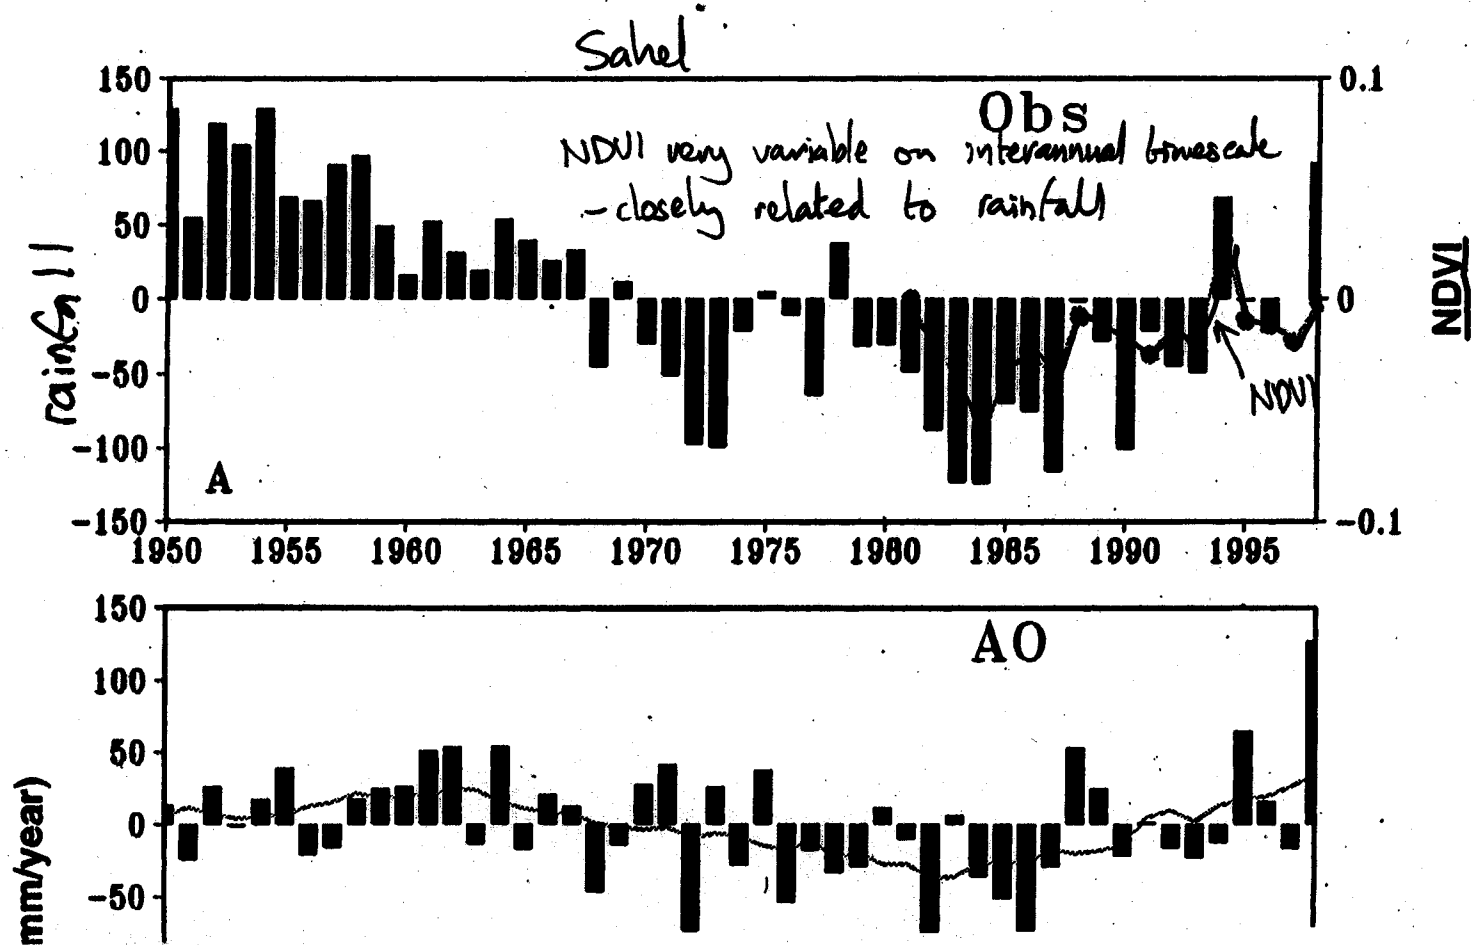 Sahel
150
0.1
Obs
NDVI very variable on interannual timescale
100
- closely related to rainfall
50
rainfall
0
0
NDVI
-50
NDVI
-100
A
-150
-0.1
1950 1955 1960 1965 1970 1975 1980 1985 1990 1995
150
AO
100
50
0
mm/year)
-50